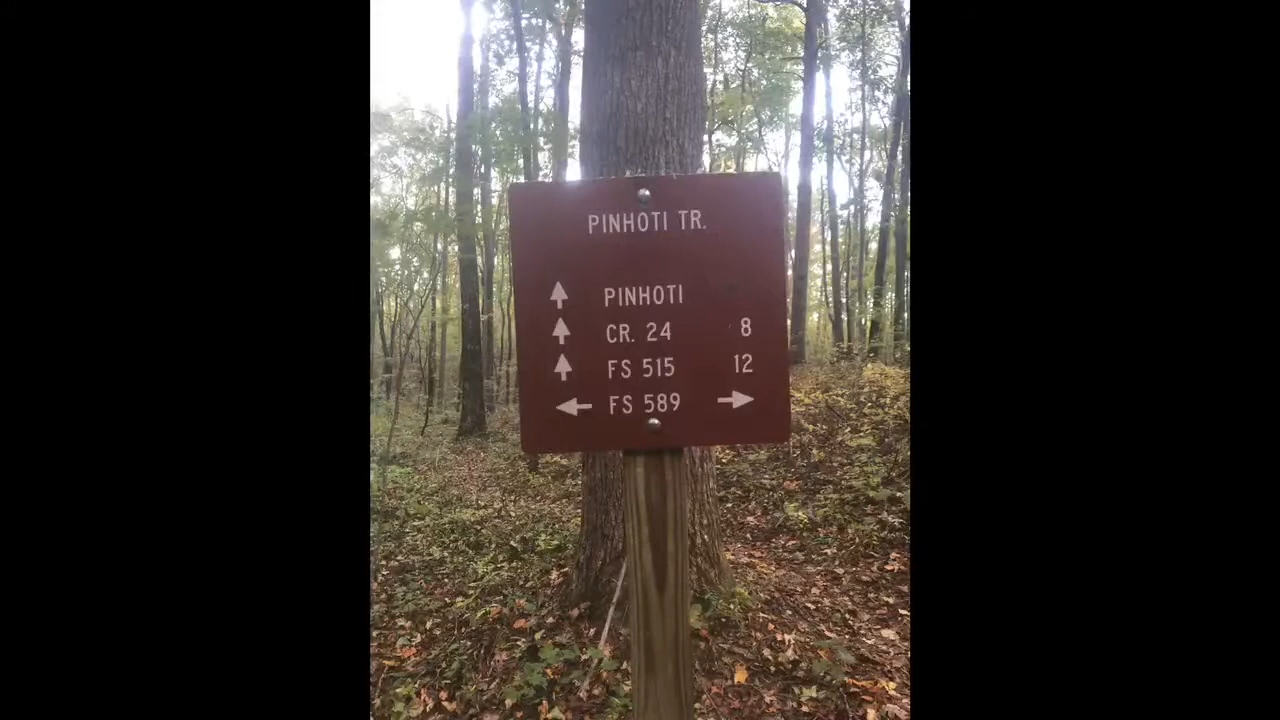 PINHOTI TR.
↑ PINHOTI
↑ CR. 24 8
↑ FS 515 12
← FS 589 →